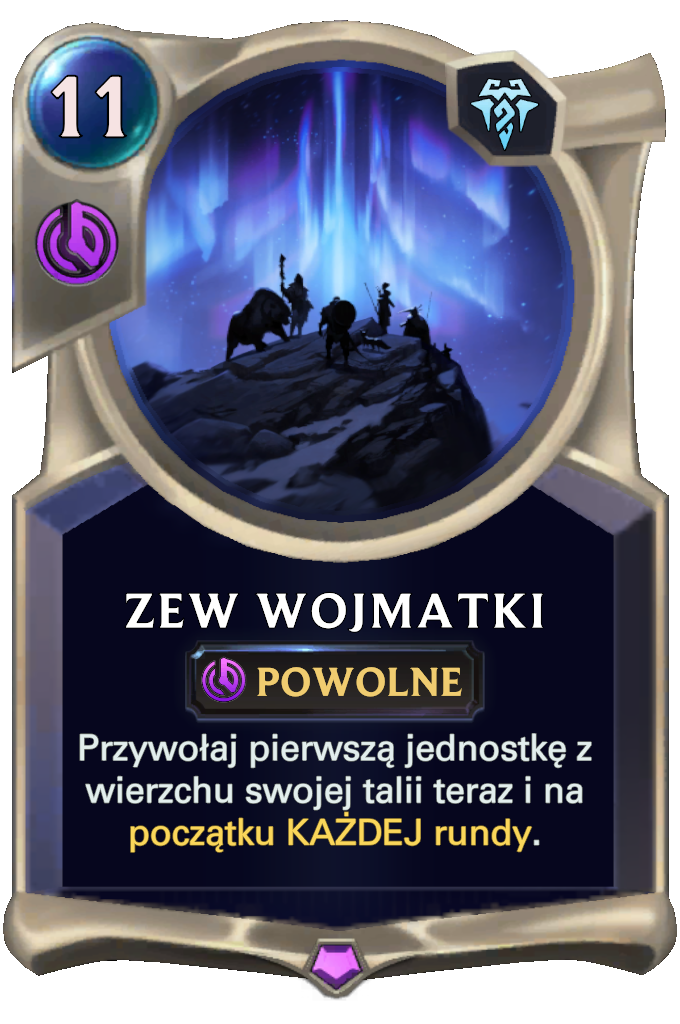 11
ZEW WOJMATKI
POWOLNE
Przywołaj pierwszą jednostkę z
wierzchu swojej talii teraz i na
początku KAŻDEJ rundy.